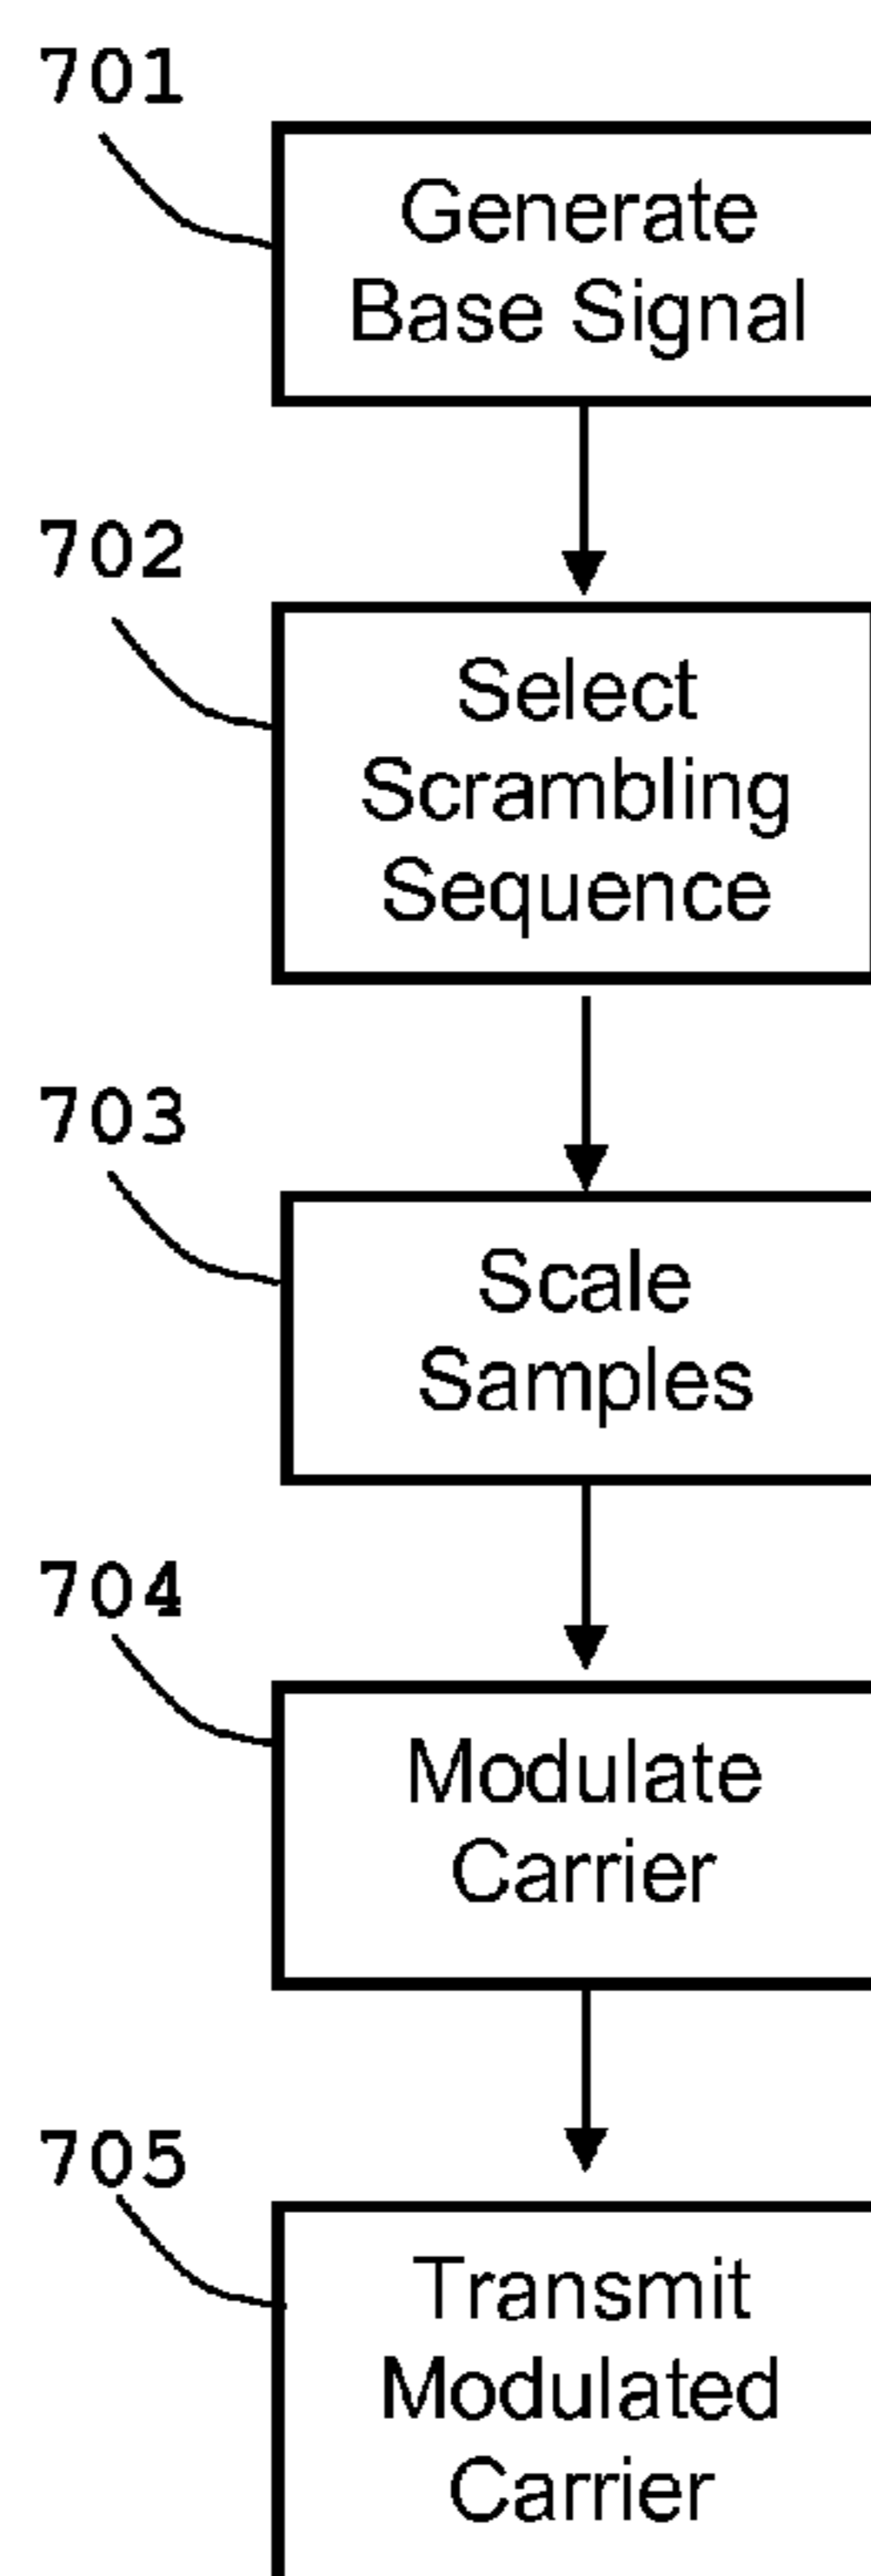 701
Generate
Base Signal
702
Select
Scrambling
Sequence
703
Scale
Samples
704
Modulate
Carrier
705
Transmit
Modulated
Carrier